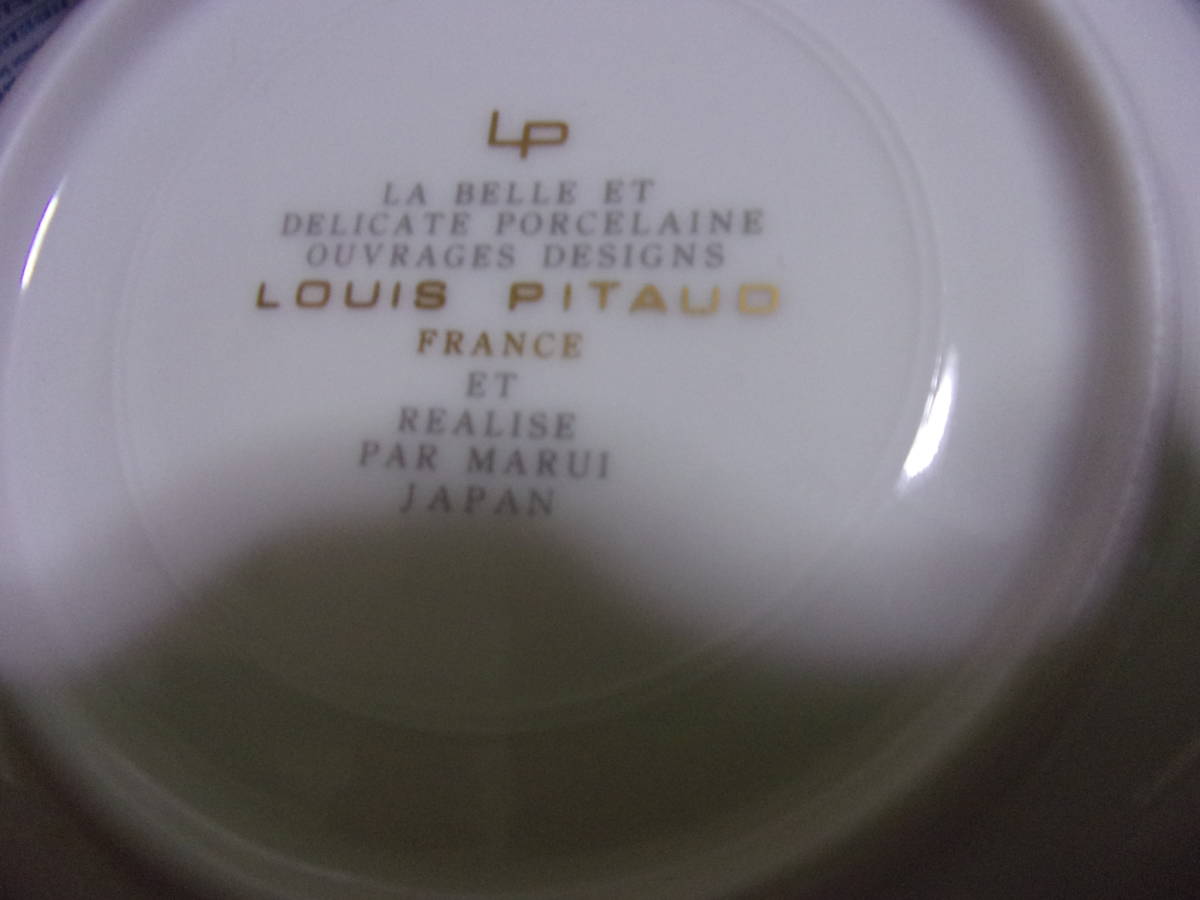 LP
LA BELLE ET
DELICATE PORCELAINE
OUVRAGES DESIGNS
LOUIS PITAUD
FRANCE
ET
REALISE
PAR MARUI
JAPAN